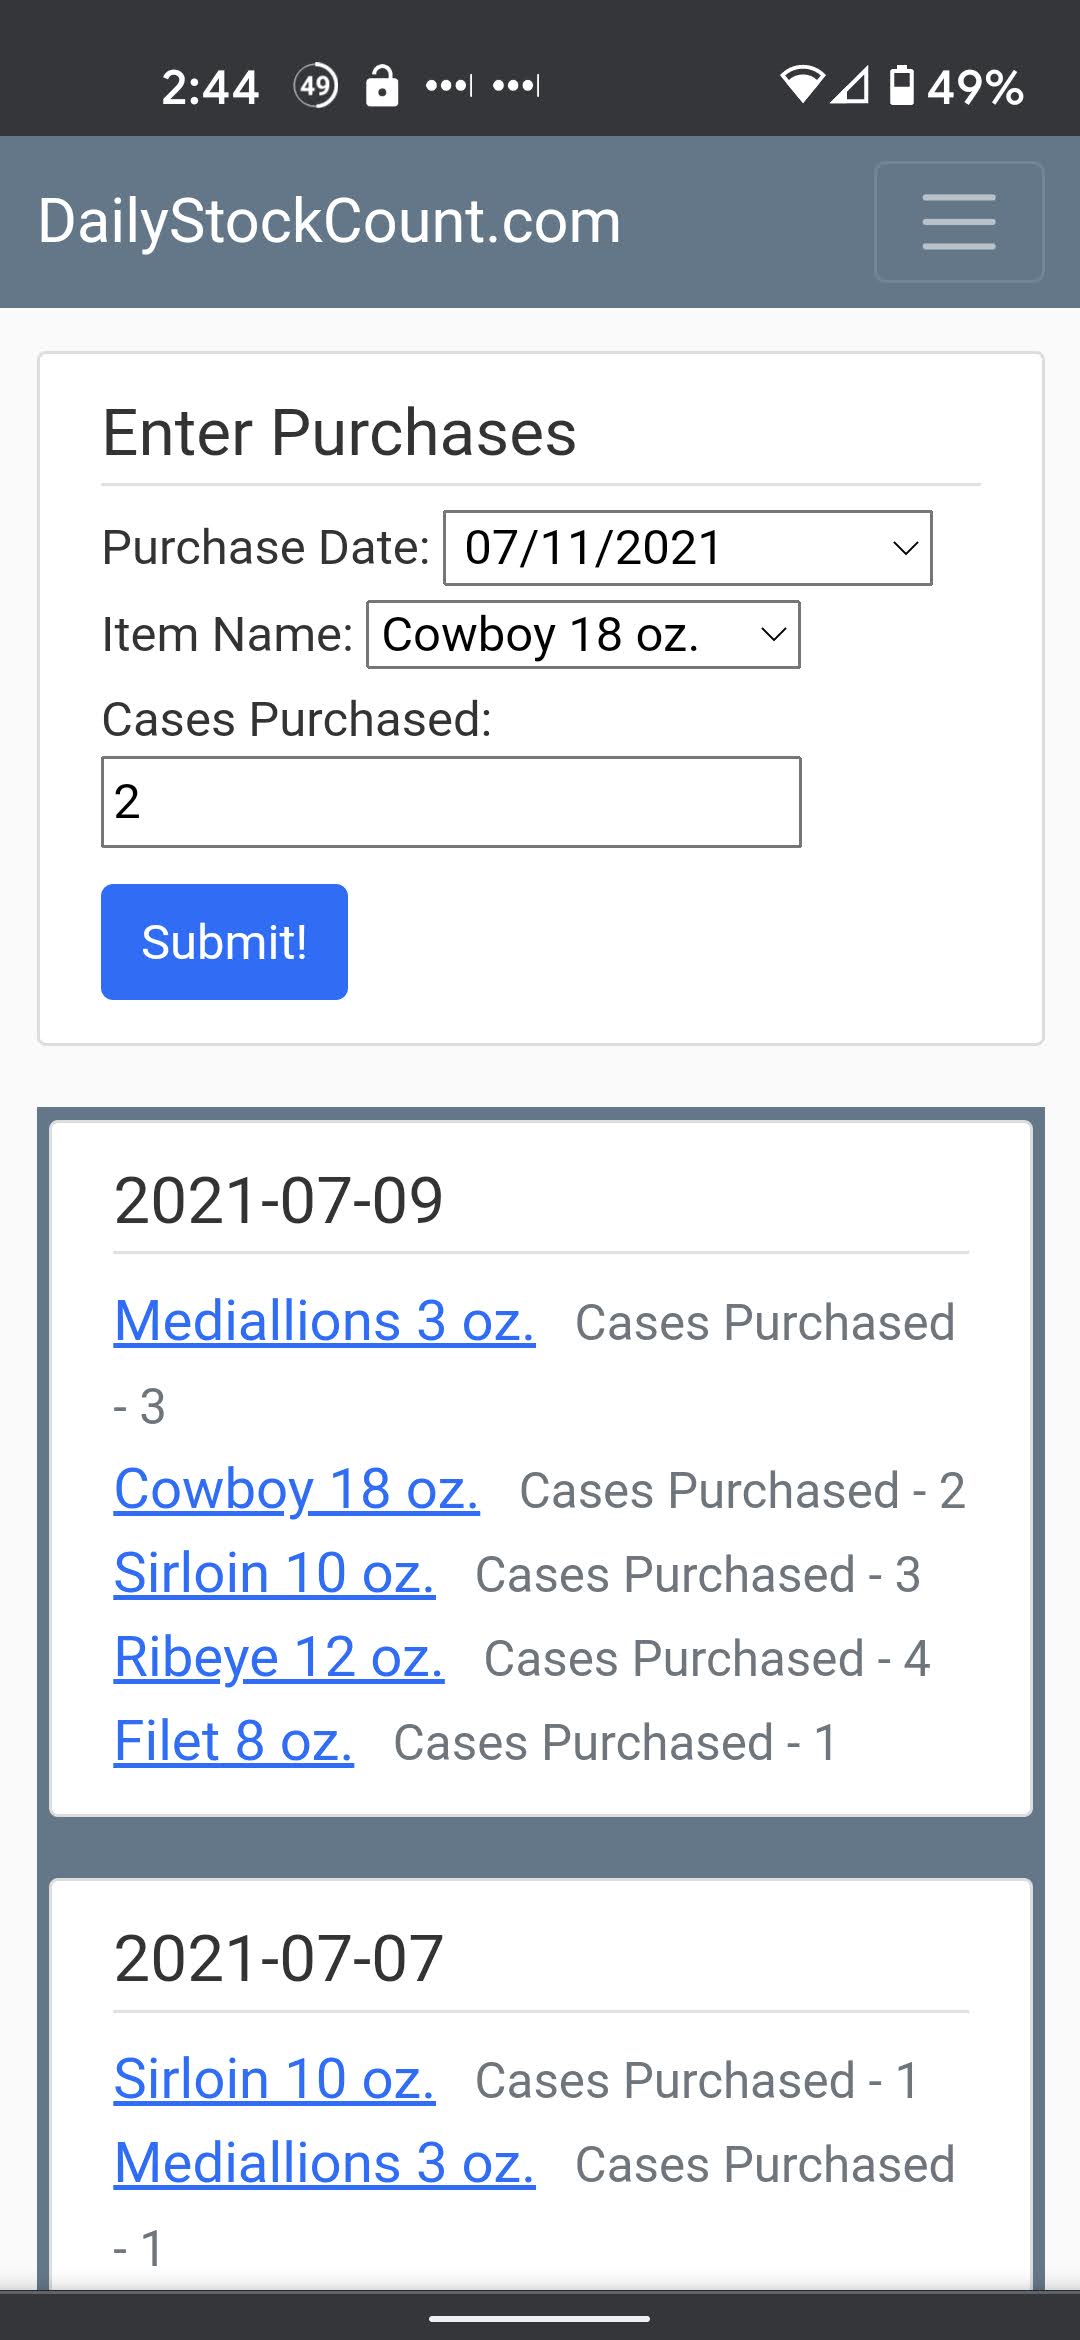 2:44 49 49%
DailyStockCount.com
Enter Purchases
Purchase Date: 07/11/2021
Item Name: Cowboy 18 oz.
Cases Purchased:
2
Submit!
2021-07-09
Mediallions 3 oz. Cases Purchased
- 3
Cowboy 18 oz. Cases Purchased - 2
Sirloin 10 oz. Cases Purchased - 3
Ribeye 12 oz. Cases Purchased - 4
Filet 8 oz. Cases Purchased - 1
2021-07-07
Sirloin 10 oz. Cases Purchased - 1
Mediallions 3 oz. Cases Purchased
- 1